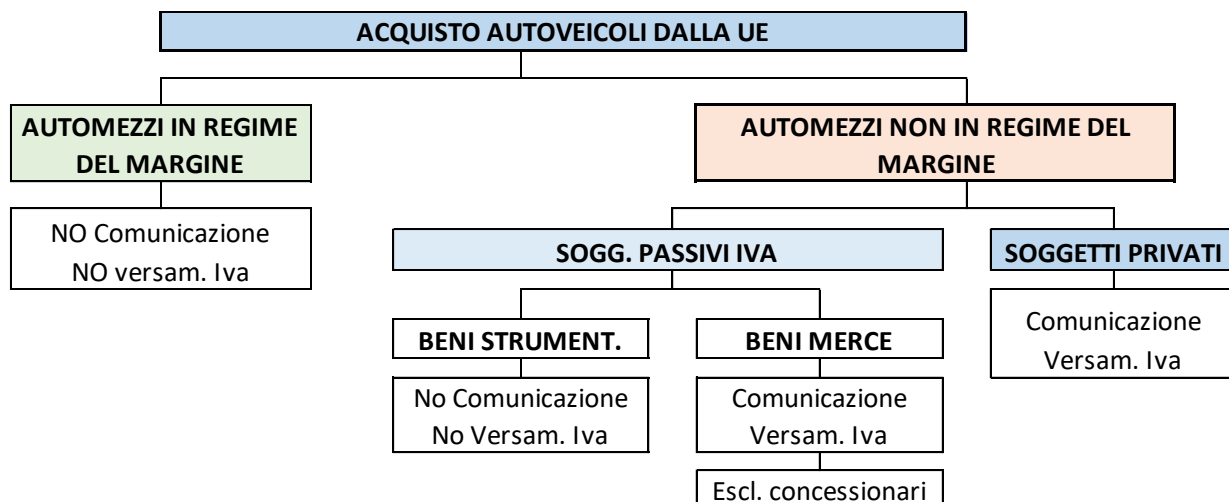 ACQUISTO AUTOVEICOLI DALLA UE
AUTOMEZZI IN REGIME
DEL MARGINE
NO Comunicazione
NO versam. Iva
AUTOMEZZI NON IN REGIME DEL
MARGINE
SOGG. PASSIVI IVA
BENI STRUMENT.
No Comunicazione
No Versam. Iva
BENI MERCE
Comunicazione
Versam. Iva
Escl. concessionari
SOGGETTI PRIVATI
Comunicazione
Versam. Iva